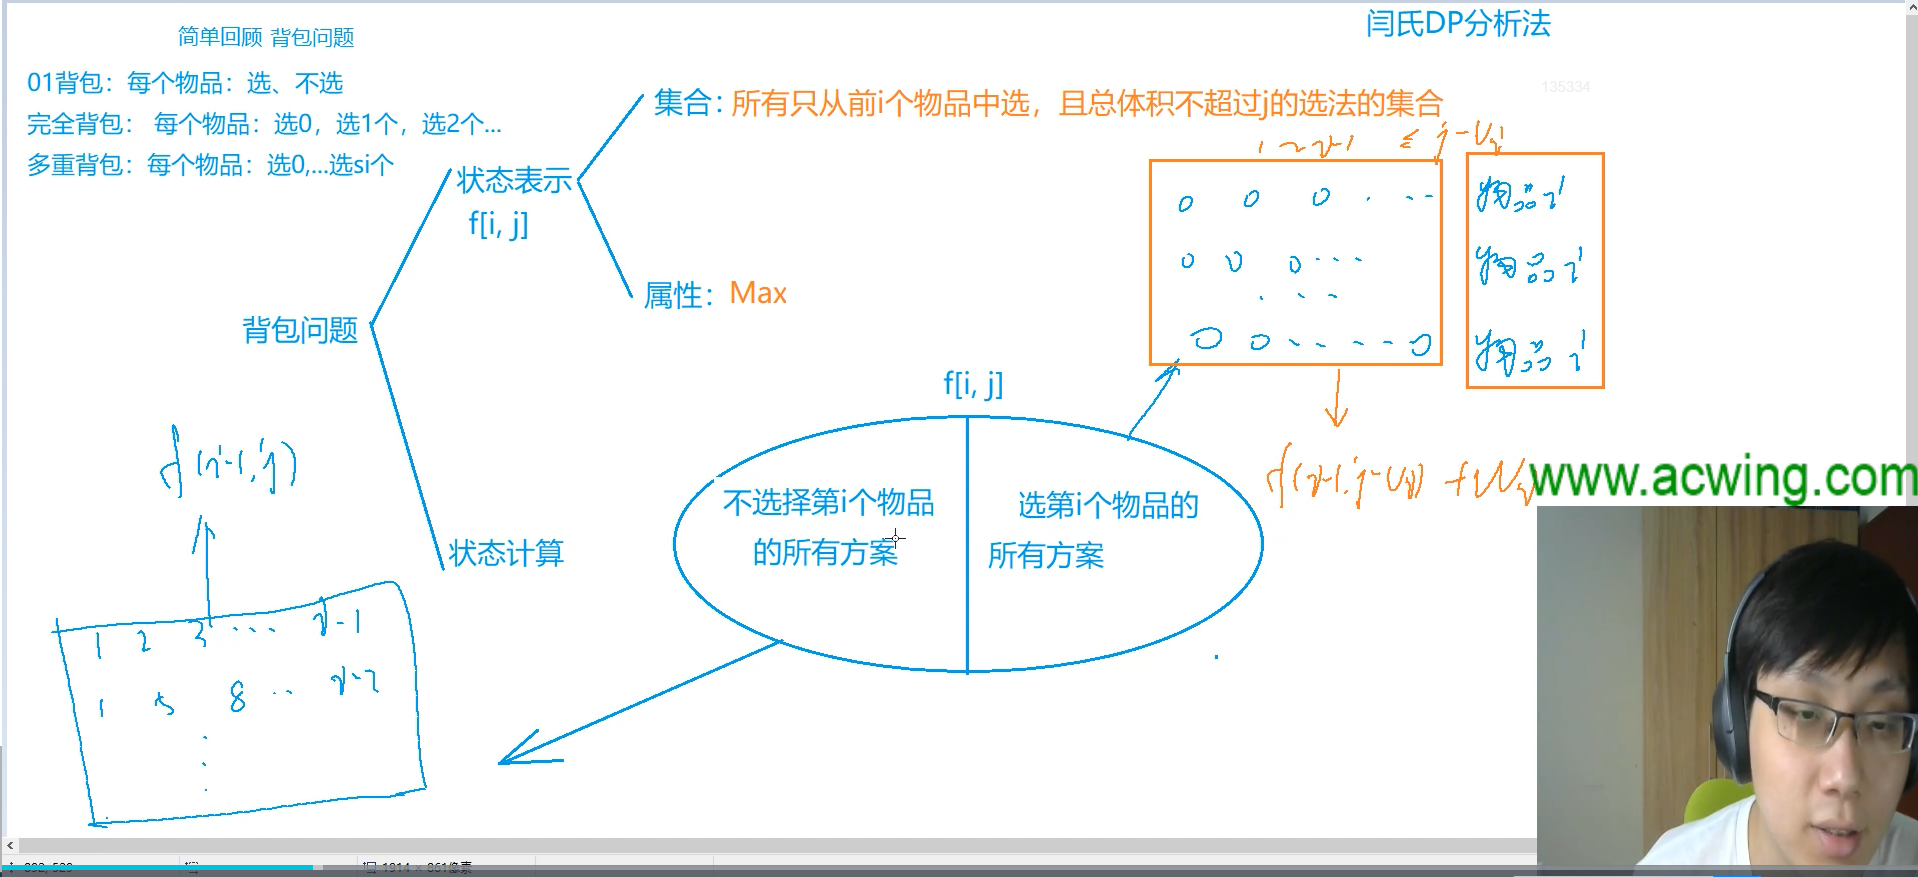 闫氏DP分析法
简单回顾 背包问题
01背包：每个物品：选、不选
完全背包： 每个物品：选0，选1个，选2个...
多重背包：每个物品：选0,...选si个
135334
集合：所有只从前i个物品中选，且总体积不超过j的选法的集合
1 ~ i-1 ≤ j-Vi
状态表示
f[i, j]
0 0 0 . . .
物品i
0 0 0 . . .
物品i
. . .
0 0 . . . . 0
物品i
属性：Max
背包问题
f[i, j]
f(i-1, j)
f(i-1, j-Vi) + Wi
www.acwing.com
不选择第i个物品
的所有方案
选第i个物品的
所有方案
状态计算
1 2 3 ... i-1
1 5 8 .. i-2
892, 529
1914 × 861像素